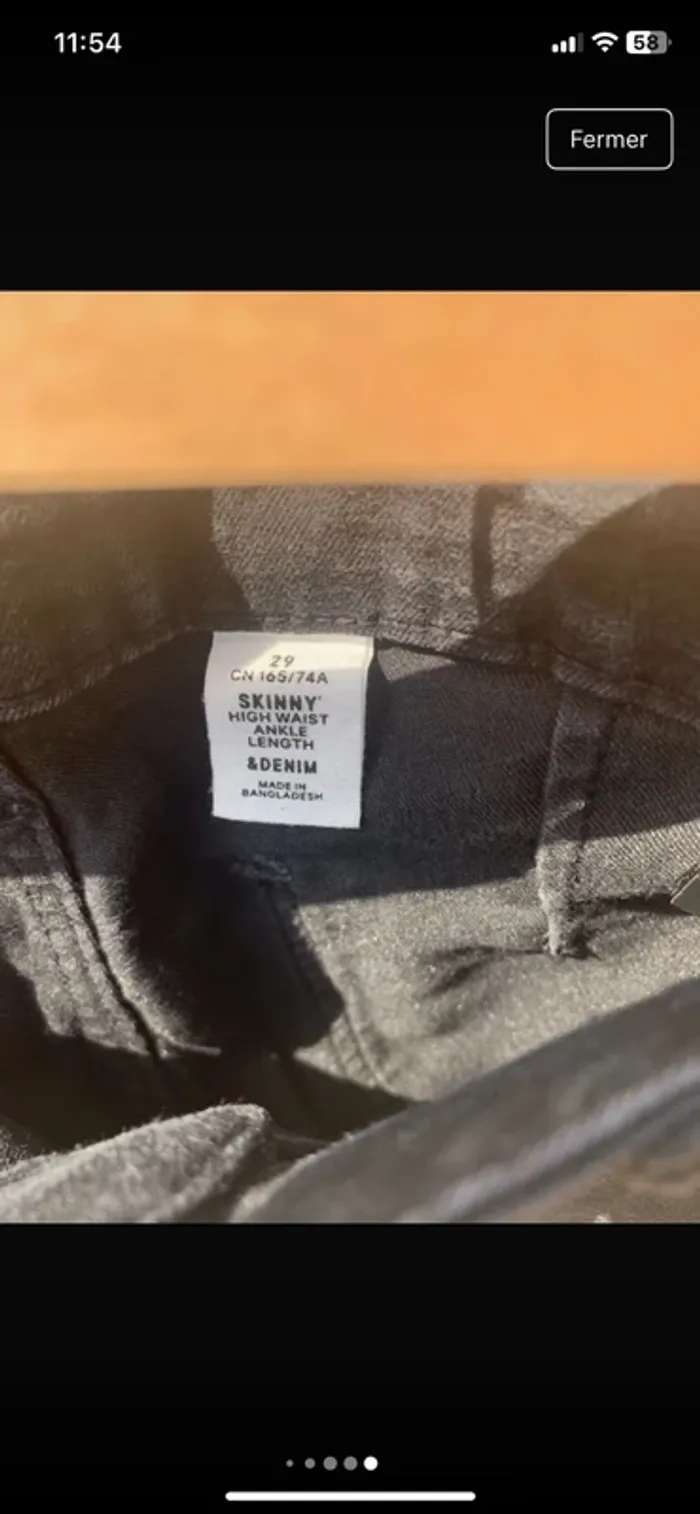 11:54
58
Fermer
29
CN 165/74A
SKINNY
HIGH WAIST
ANKLE
LENGTH
&DENIM
MADE IN
BANGLADESH